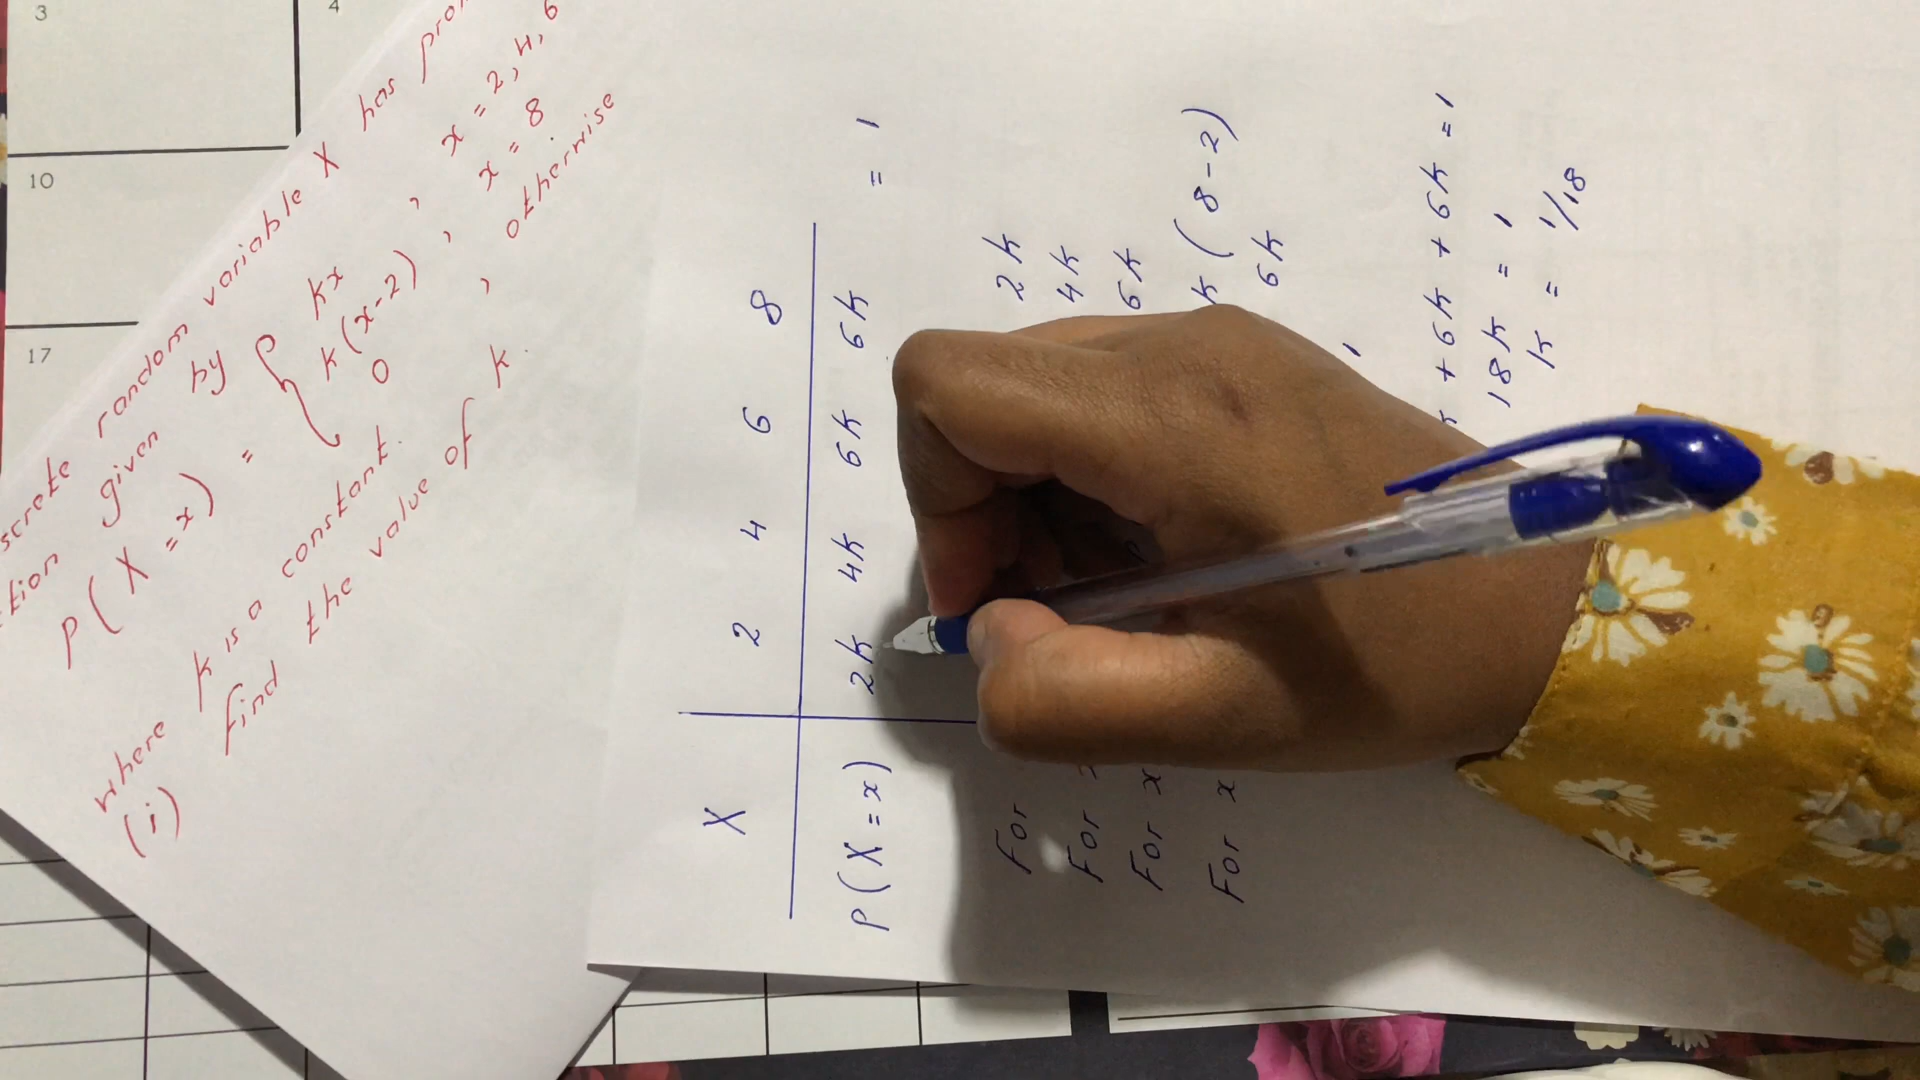 3
4
10
17
screte random variable X has
tion given by
P(X=x) = { kx , x = 2, 4, 6
k(x-2) , x = 8
0 , otherwise
where k is a constant.
(i) find the value of k.
X 2 4 6 8
P(X=x) 2k 4k 6k 6k = 1
For 2k
For 4k
For x 6k
For x k(8-2)
6k
1
+ 6k + 6k = 1
18k = 1
k = 1/18